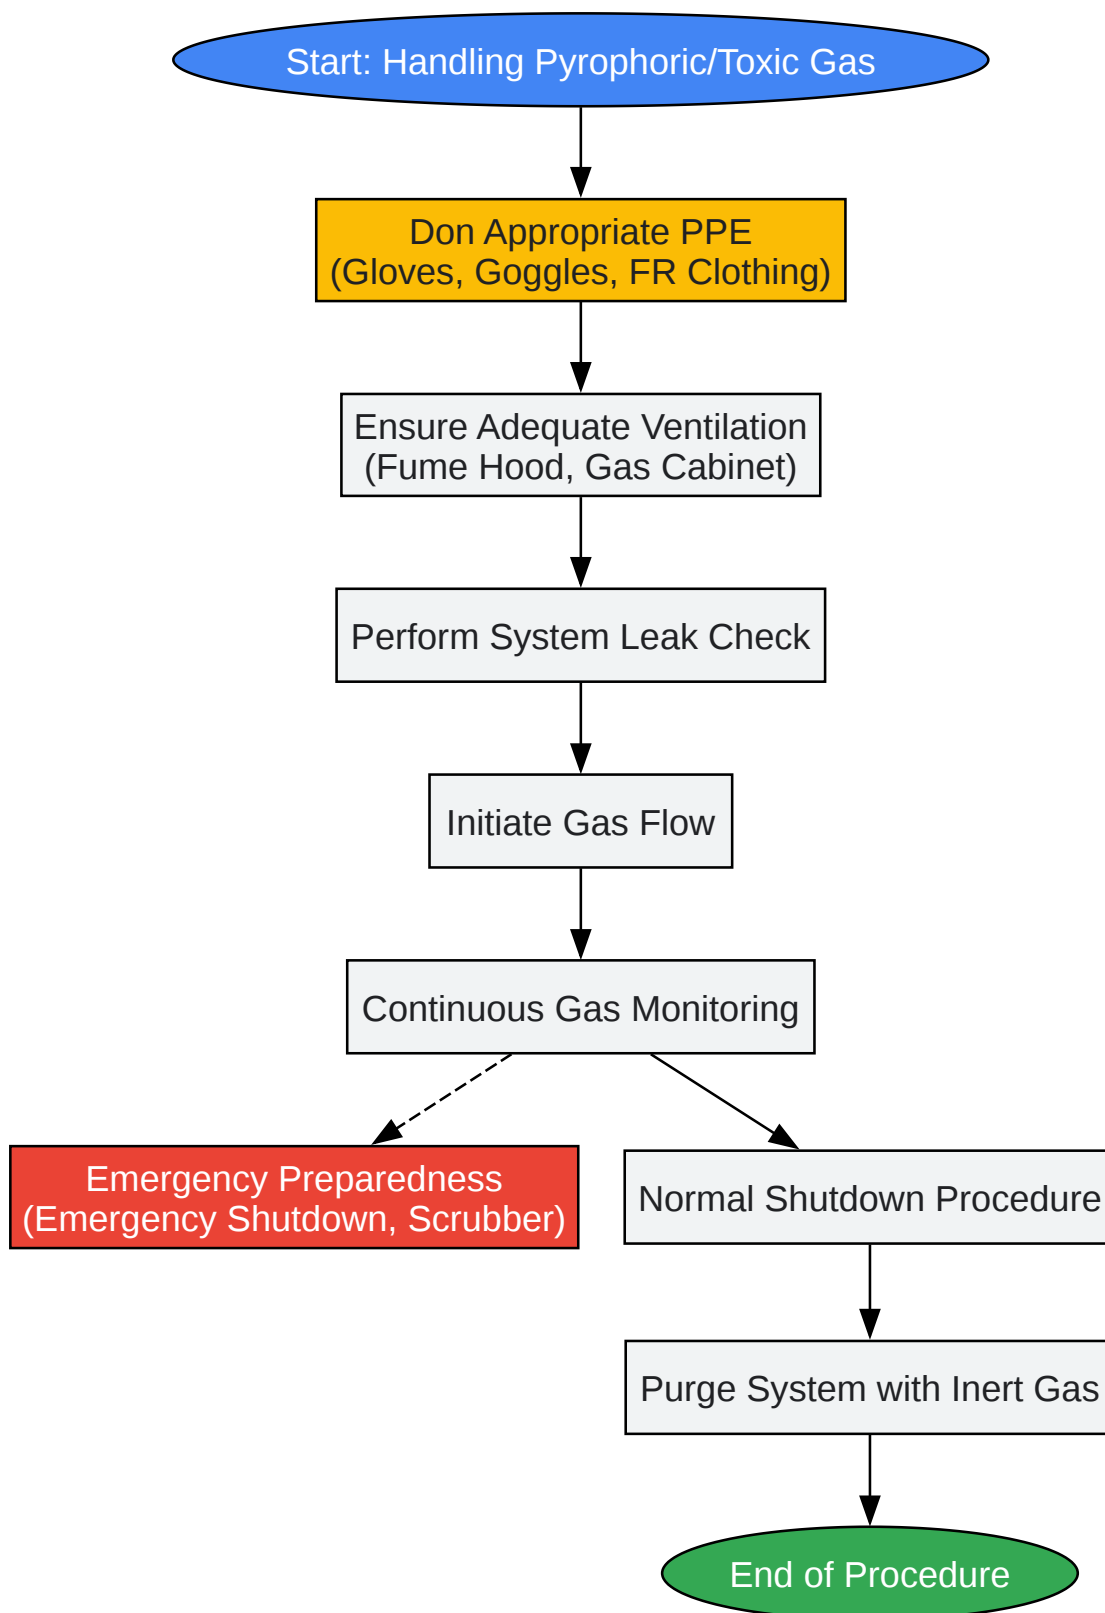 Start: Handling Pyrophoric/Toxic Gas
Don Appropriate PPE
(Gloves, Goggles, FR Clothing)
Ensure Adequate Ventilation
(Fume Hood, Gas Cabinet)
Perform System Leak Check
Initiate Gas Flow
Continuous Gas Monitoring
Emergency Preparedness
(Emergency Shutdown, Scrubber)
Normal Shutdown Procedure
Purge System with Inert Gas
End of Procedure